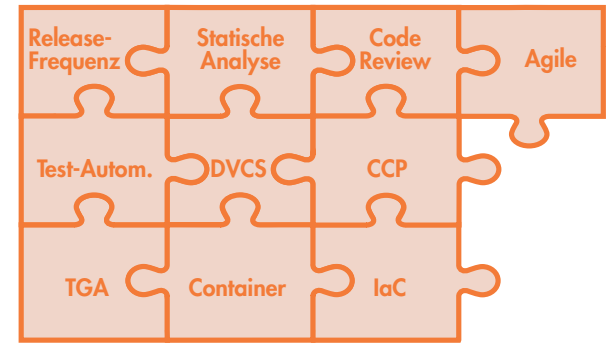 Release-
Frequenz
Statische
Analyse
Code
Review
Agile
Test-Autom.
DVCS
CCP
TGA
Container
IaC